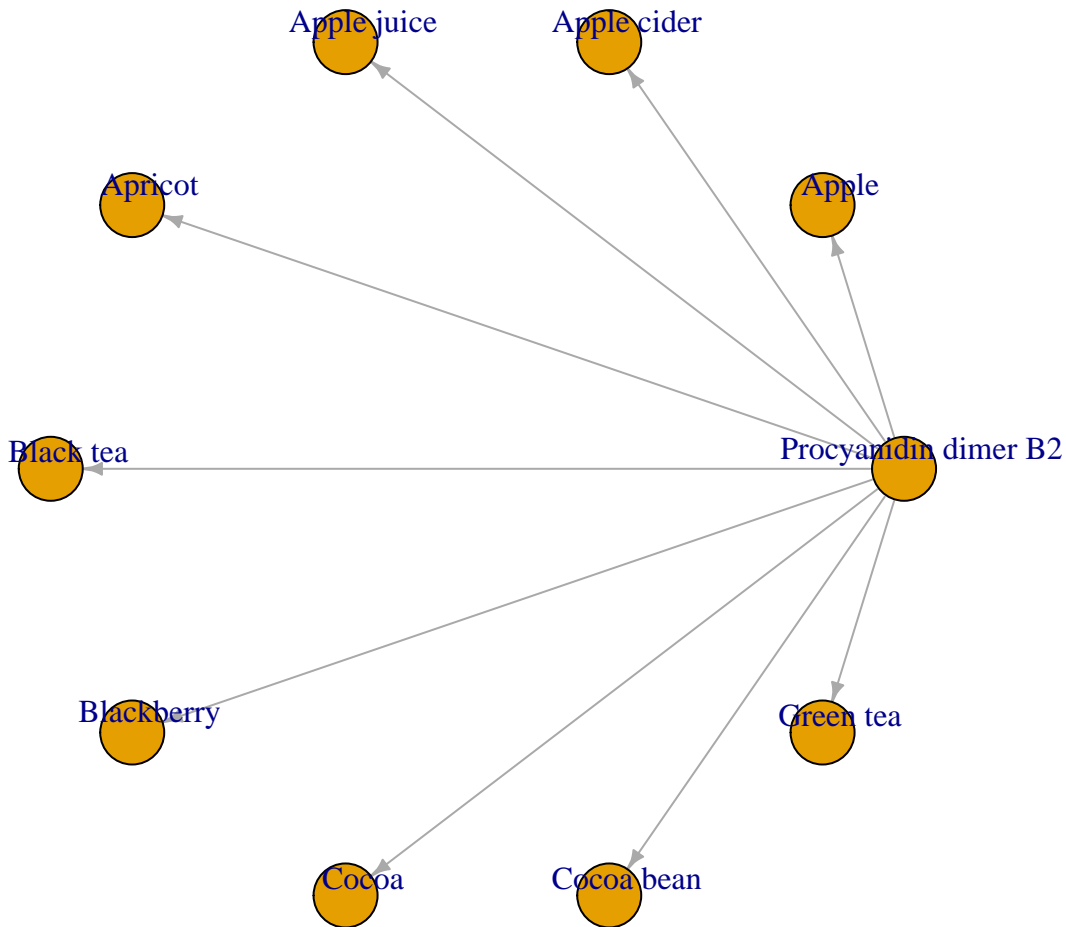 Apple juice
Apple cider
Apricot
Apple
Black tea
Procyanidin dimer B2
Blackberry
Green tea
Cocoa
Cocoa bean